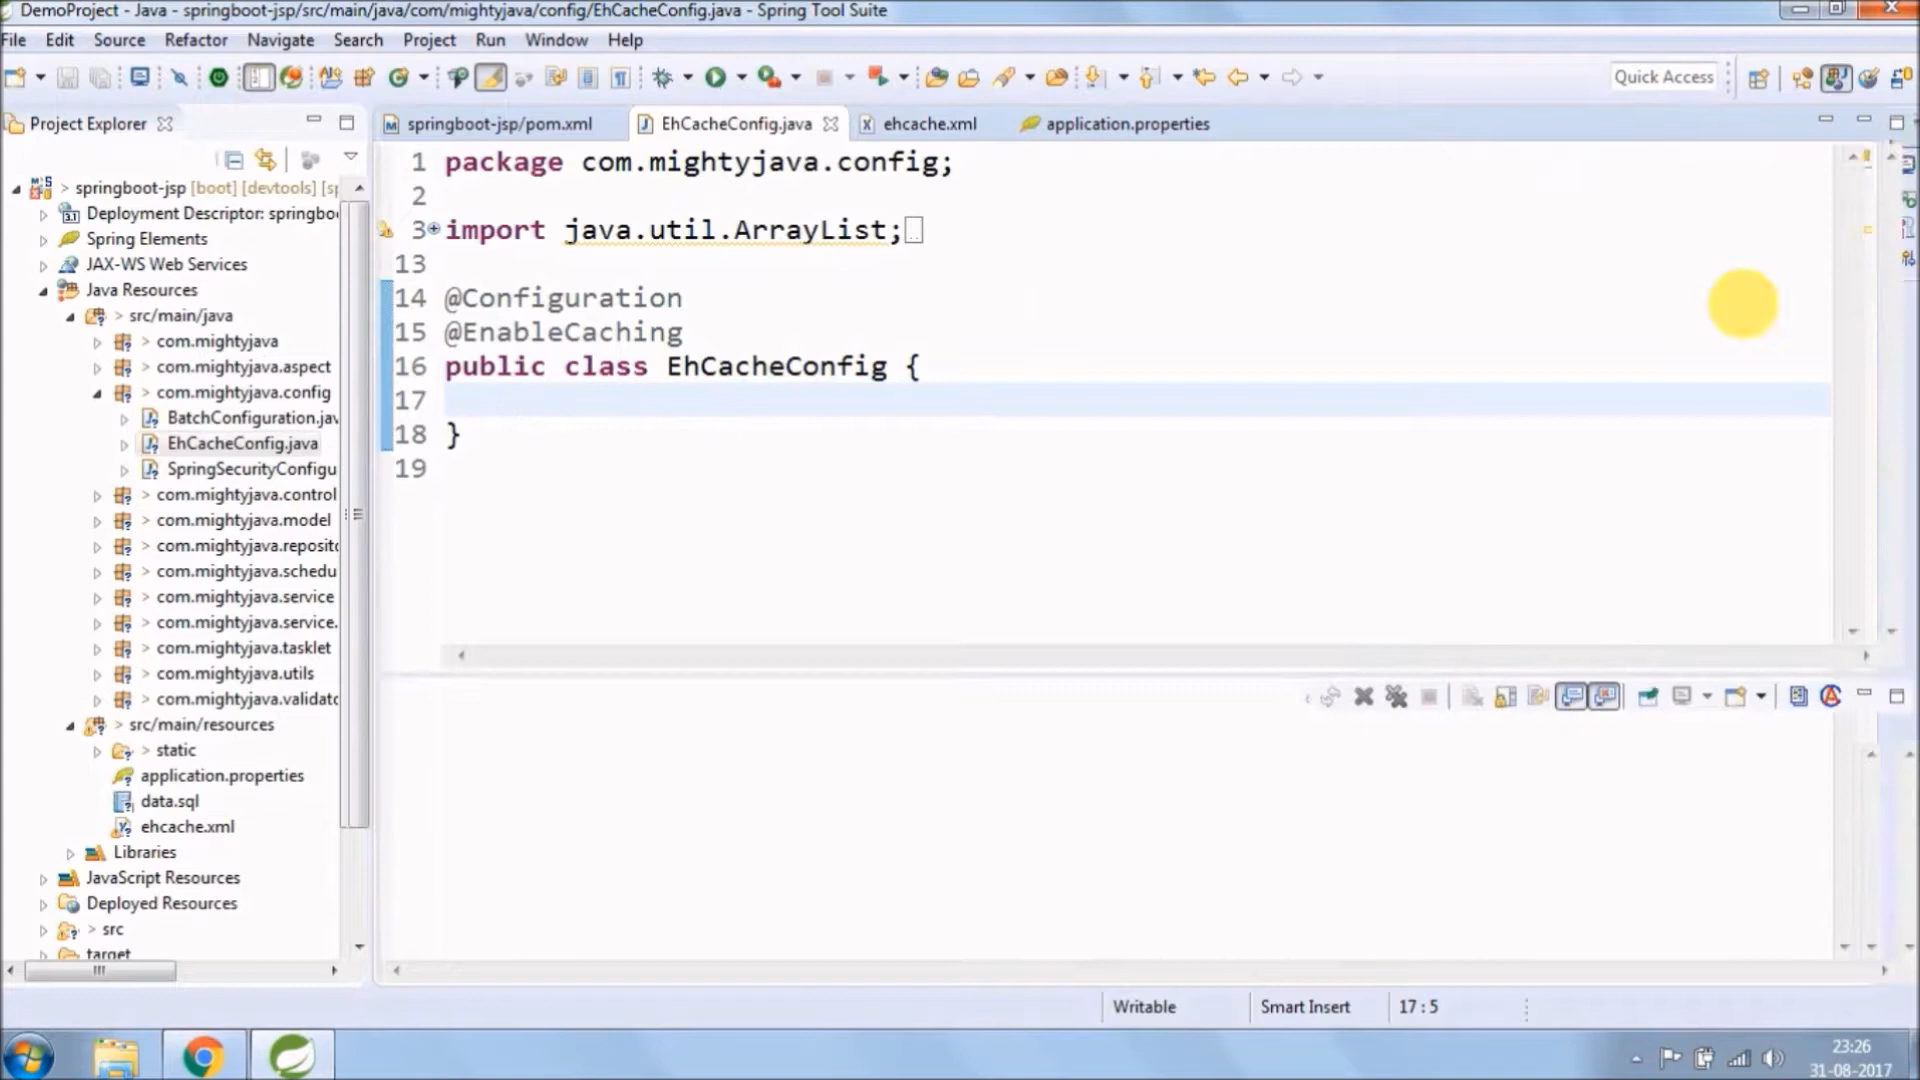 DemoProject - Java - springboot-jsp/src/main/java/com/mightyjava/config/EhCacheConfig.java - Spring Tool Suite
File Edit Source Refactor Navigate Search Project Run Window Help
Quick Access
Project Explorer
springboot-jsp/pom.xml
EhCacheConfig.java
ehcache.xml
application.properties
> springboot-jsp [boot] [devtools] [sp
Deployment Descriptor: springboo
Spring Elements
JAX-WS Web Services
Java Resources
> src/main/java
> com.mightyjava
> com.mightyjava.aspect
> com.mightyjava.config
BatchConfiguration.jav
EhCacheConfig.java
SpringSecurityConfigu
> com.mightyjava.control
> com.mightyjava.model
> com.mightyjava.reposito
> com.mightyjava.schedu
> com.mightyjava.service
> com.mightyjava.service.
> com.mightyjava.tasklet
> com.mightyjava.utils
> com.mightyjava.validato
> src/main/resources
> static
application.properties
data.sql
ehcache.xml
Libraries
JavaScript Resources
Deployed Resources
> src
target
1 package com.mightyjava.config;
2
3 import java.util.ArrayList;
13
14 @Configuration
15 @EnableCaching
16 public class EhCacheConfig {
17
18 }
19
Writable
Smart Insert
17 : 5
23:26
31-08-2017